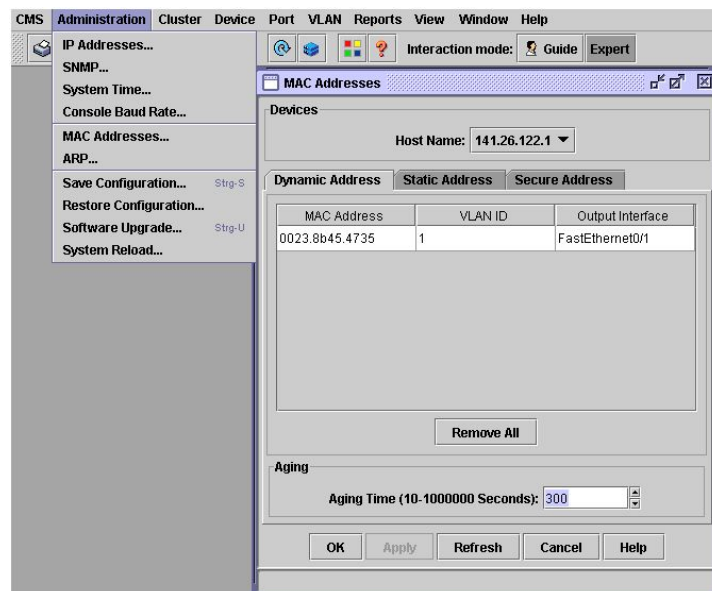 CMS Administration Cluster Device Port VLAN Reports View Window Help
IP Addresses...
SNMP...
System Time...
Console Baud Rate...
MAC Addresses...
ARP...
Save Configuration... Strg-S
Restore Configuration...
Software Upgrade... Strg-U
System Reload...
Interaction mode: Guide Expert
MAC Addresses
Devices
Host Name: 141.26.122.1
Dynamic Address Static Address Secure Address
MAC Address VLAN ID Output Interface
0023.8b45.4735 1 FastEthernet0/1
Remove All
Aging
Aging Time (10-1000000 Seconds): 300
OK Apply Refresh Cancel Help